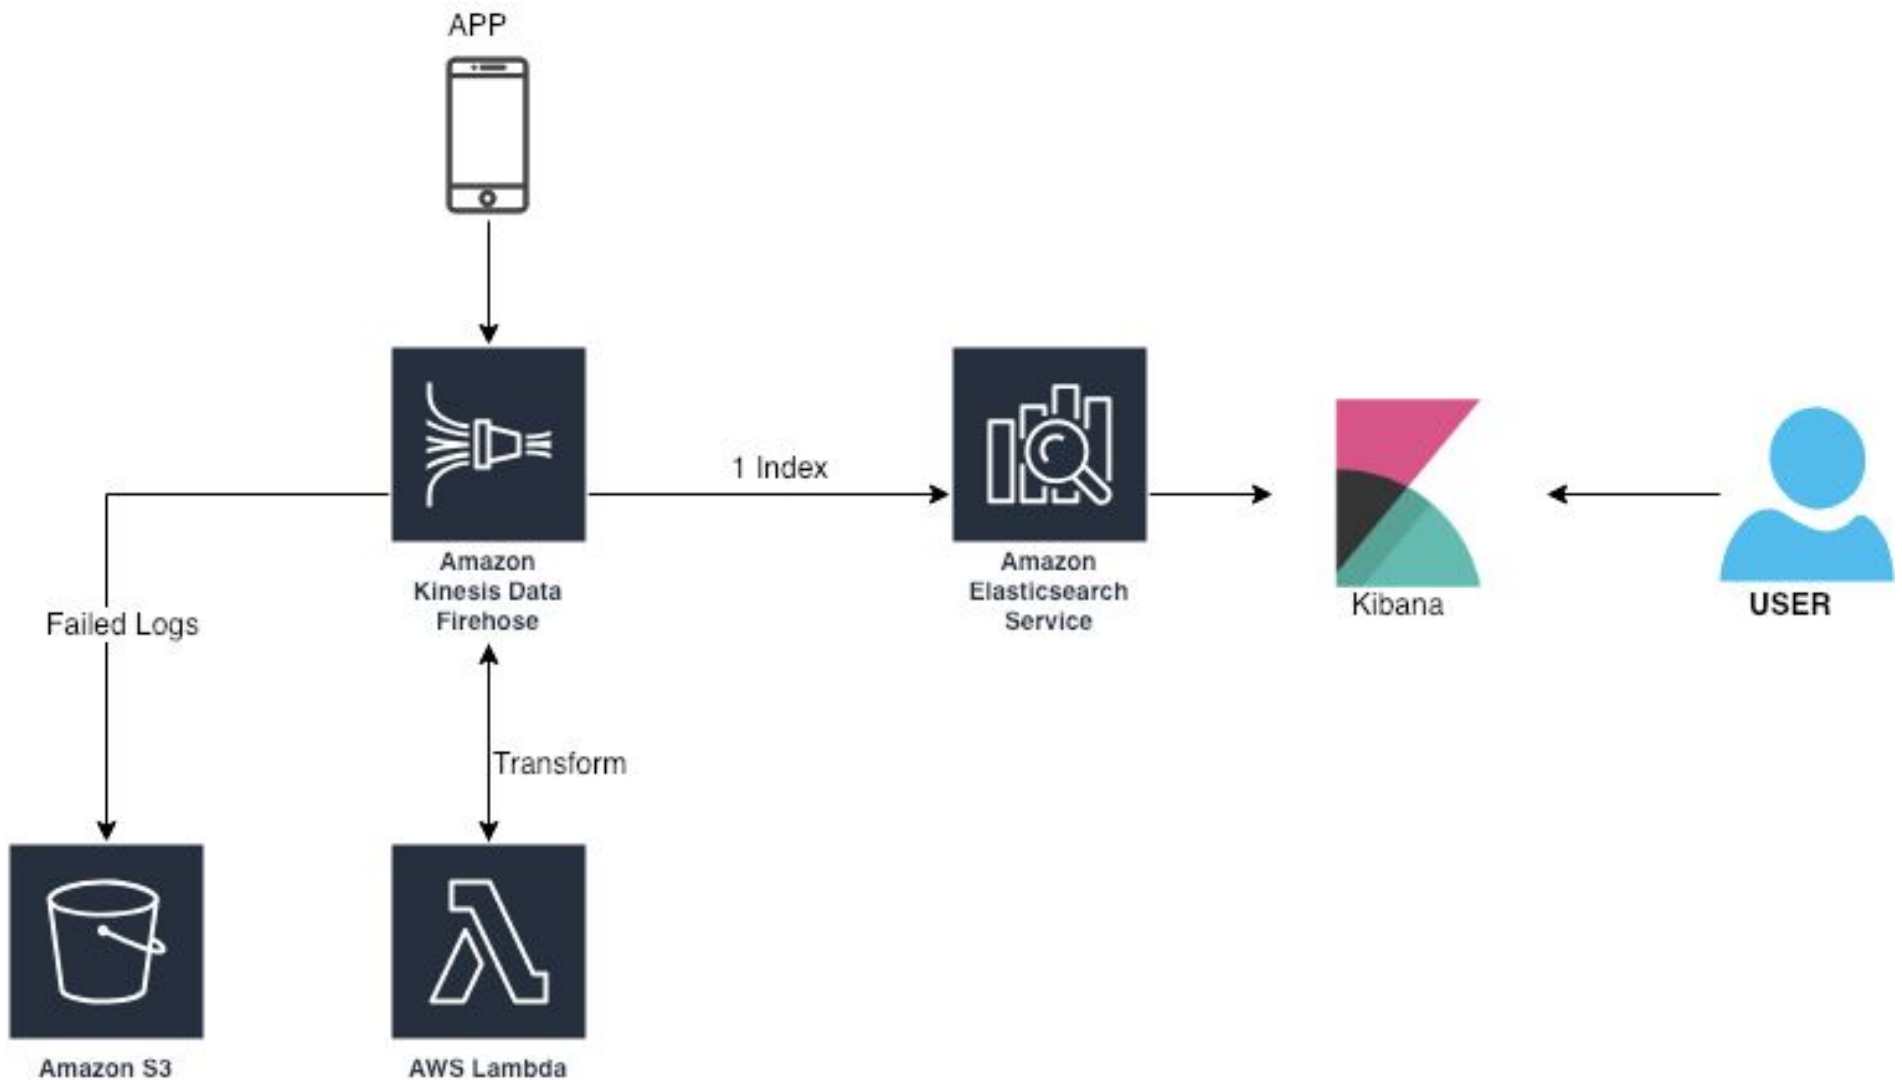 APP
1 Index
Amazon
Kinesis Data
Firehose
Amazon
Elasticsearch
Service
Kibana
USER
Failed Logs
Transform
Amazon S3
AWS Lambda